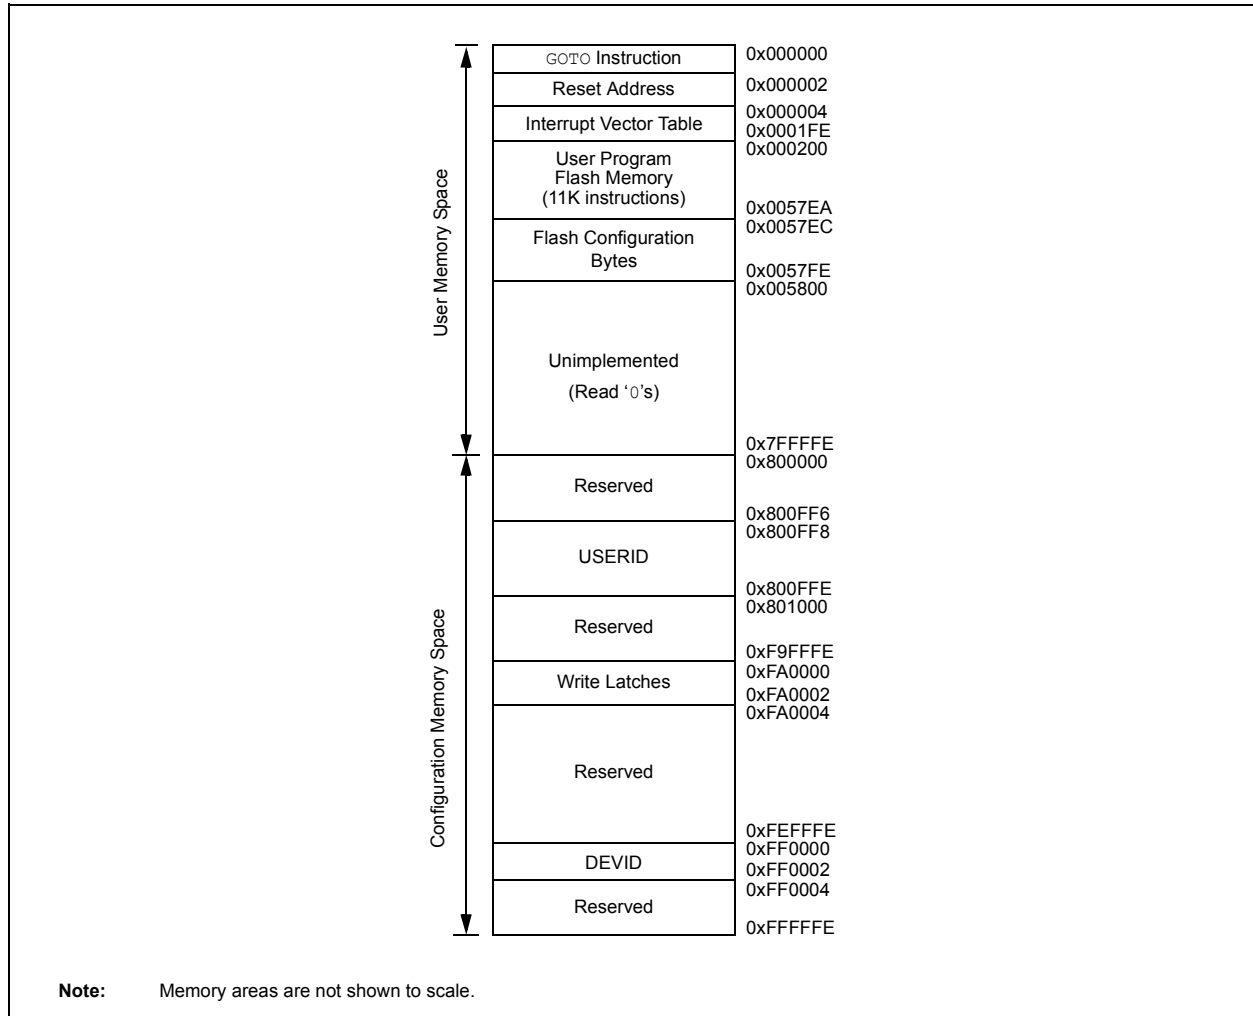 GOTO Instruction
0x000000
Reset Address
0x000002
Interrupt Vector Table
0x000004
0x0001FE
User Program
Flash Memory
(11K instructions)
0x000200
0x0057EA
Flash Configuration
Bytes
0x0057EC
0x0057FE
Unimplemented
(Read ‘0’s)
0x005800
0x7FFFFE
User Memory Space
Reserved
0x800000
0x800FF6
USERID
0x800FF8
0x800FFE
Reserved
0x801000
0xF9FFFE
Write Latches
0xFA0000
0xFA0002
Reserved
0xFA0004
0xFEFFFE
DEVID
0xFF0000
0xFF0002
Reserved
0xFF0004
0xFFFFFE
Configuration Memory Space
Note: Memory areas are not shown to scale.